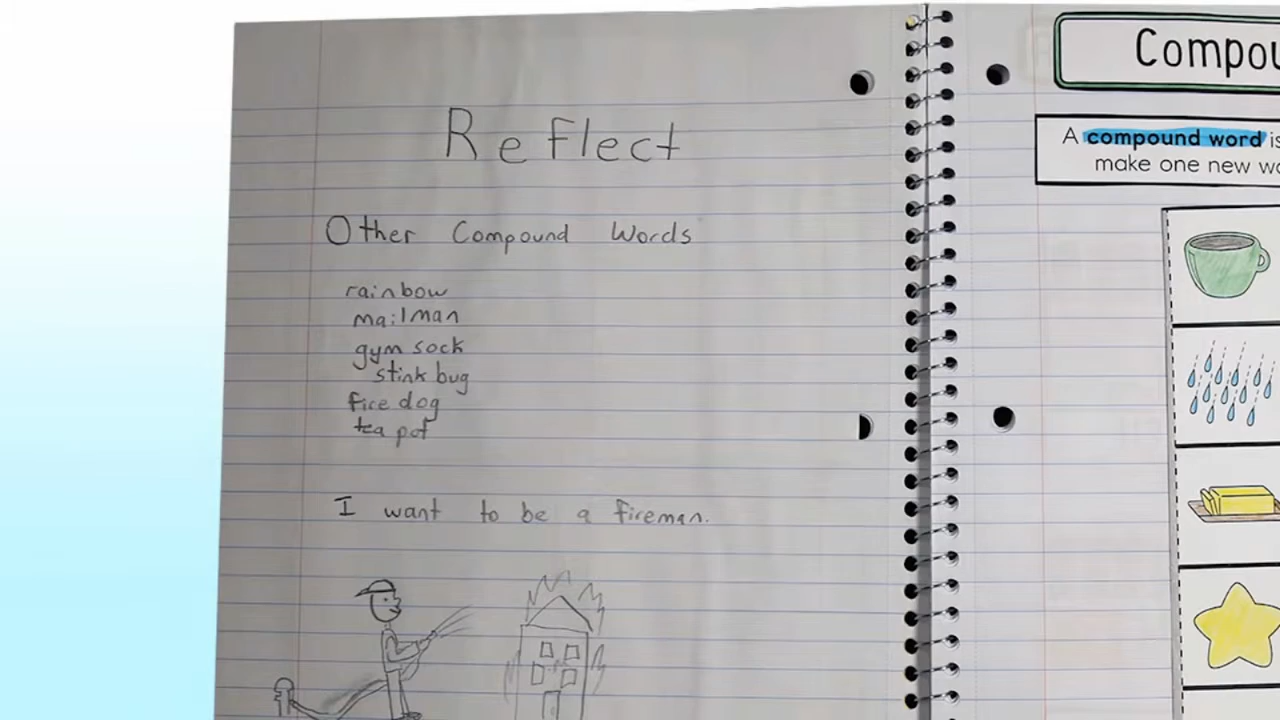 Reflect
Other Compound Words
rainbow
mailman
gym sock
stink bug
fire dog
tea pot
I want to be a fireman.
Compou
A compound word is
make one new wo